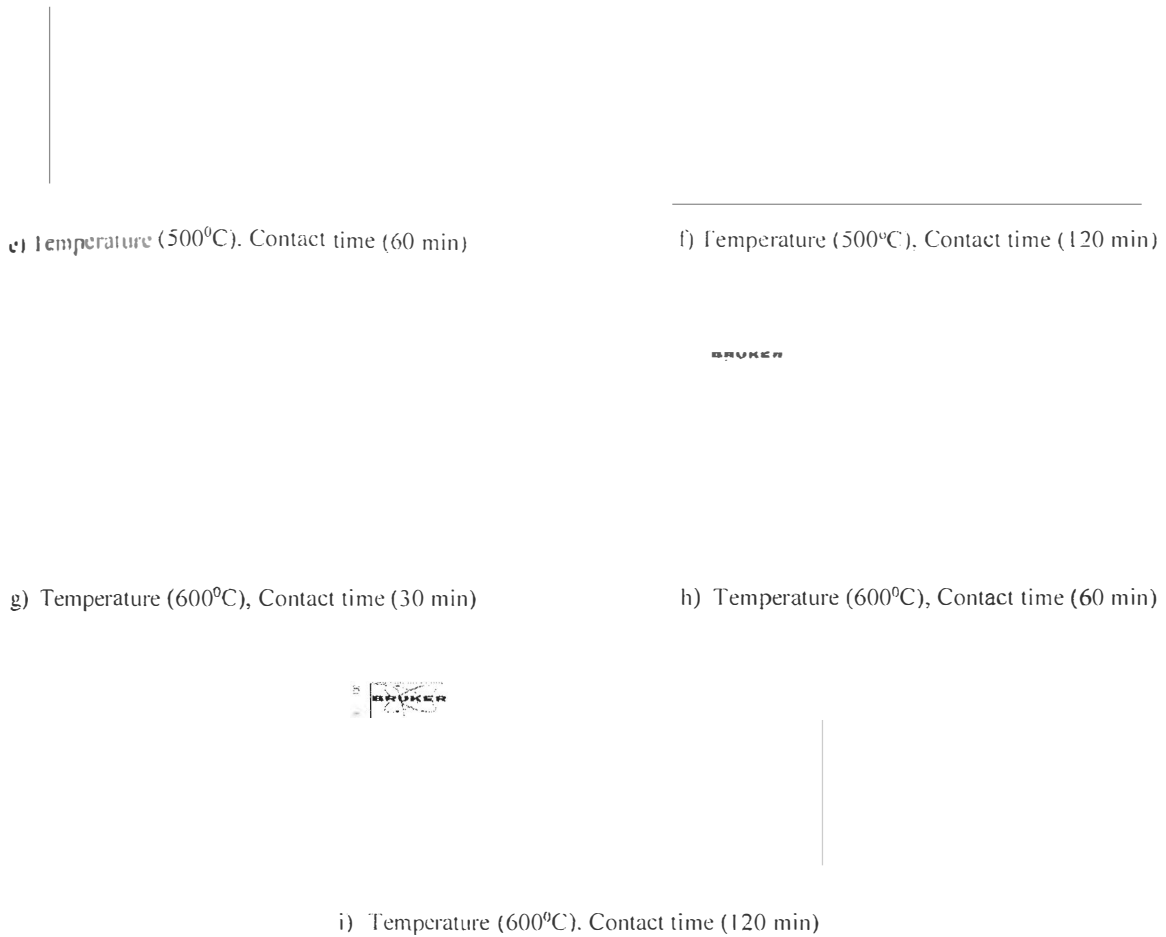 e) Temperature (500⁰C). Contact time (60 min)
f) Temperature (500°C), Contact time (120 min)
BRUKER
g) Temperature (600⁰C), Contact time (30 min)
h) Temperature (600⁰C), Contact time (60 min)
BRUKER
i) Temperature (600⁰C). Contact time (120 min)